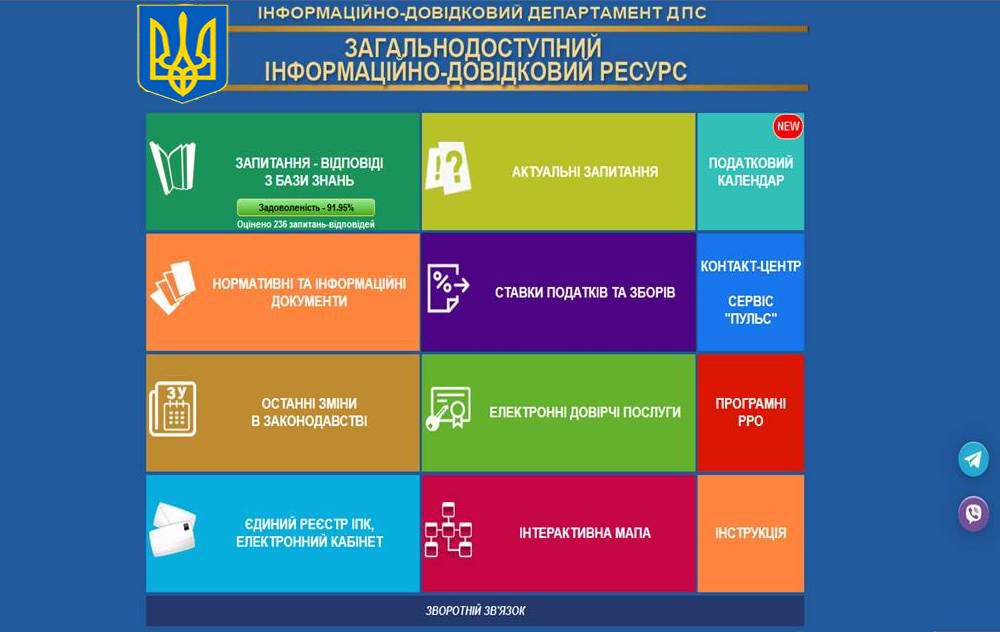 ІНФОРМАЦІЙНО-ДОВІДКОВИЙ ДЕПАРТАМЕНТ ДПС
ЗАГАЛЬНОДОСТУПНИЙ
ІНФОРМАЦІЙНО-ДОВІДКОВИЙ РЕСУРС
ЗАПИТАННЯ - ВІДПОВІДІ
З БАЗИ ЗНАНЬ
Задоволеність - 91.95%
Оцінено 236 запитань-відповідей
!?
АКТУАЛЬНІ ЗАПИТАННЯ
NEW
ПОДАТКОВИЙ
КАЛЕНДАР
НОРМАТИВНІ ТА ІНФОРМАЦІЙНІ
ДОКУМЕНТИ
%
СТАВКИ ПОДАТКІВ ТА ЗБОРІВ
КОНТАКТ-ЦЕНТР
СЕРВІС
"ПУЛЬС"
ЗУ
ОСТАННІ ЗМІНИ
В ЗАКОНОДАВСТВІ
ЕЛЕКТРОННІ ДОВІРЧІ ПОСЛУГИ
ПРОГРАМНІ
РРО
ЄДИНИЙ РЕЄСТР ІПК,
ЕЛЕКТРОННИЙ КАБІНЕТ
ІНТЕРАКТИВНА МАПА
ІНСТРУКЦІЯ
ЗВОРОТНІЙ ЗВ'ЯЗОК